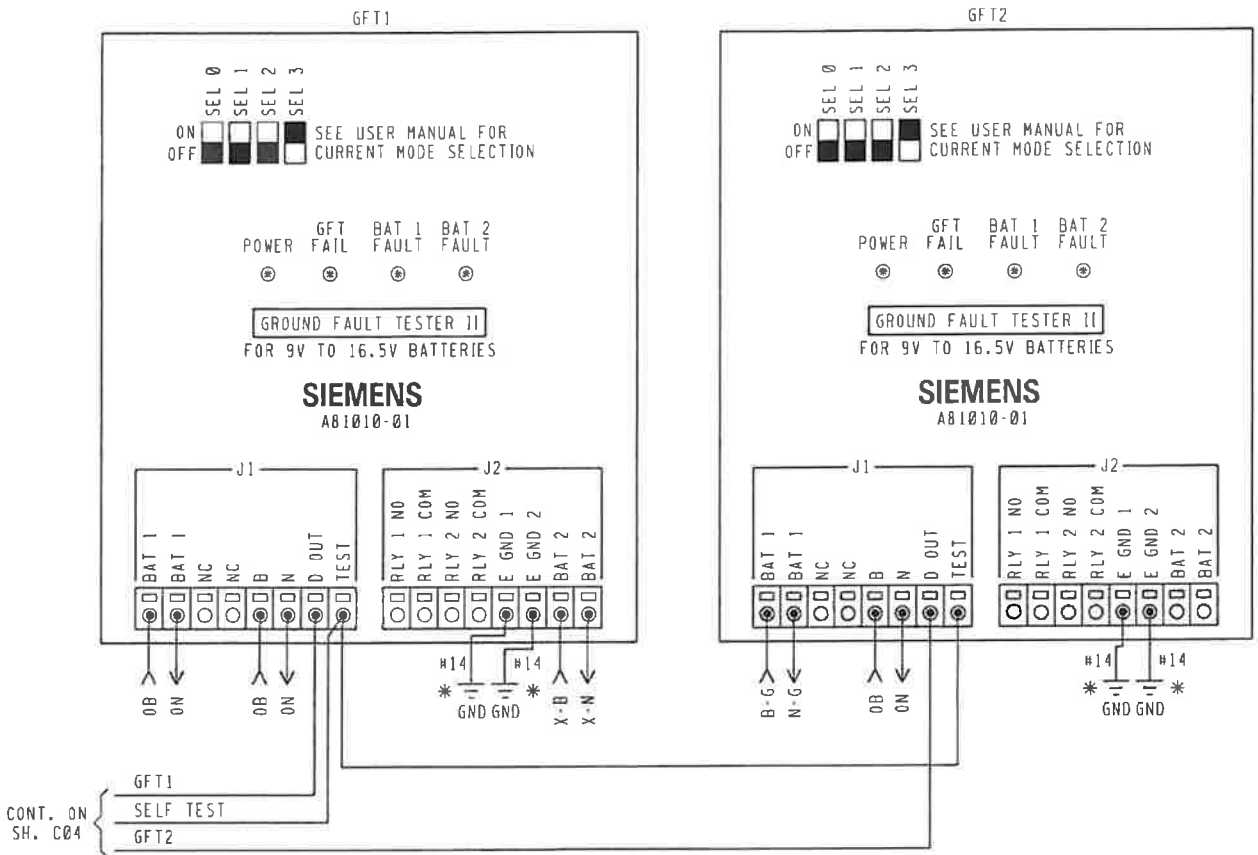 GFT1
SEL 0
SEL 1
SEL 2
SEL 3
ON
OFF
SEE USER MANUAL FOR
CURRENT MODE SELECTION
POWER
GFT
FAIL
BAT 1
FAULT
BAT 2
FAULT
GROUND FAULT TESTER II
FOR 9V TO 16.5V BATTERIES
SIEMENS
A81010-01
J1
BAT 1
BAT 1
NC
NC
B
N
D OUT
TEST
J2
RLY 1 NO
RLY 1 COM
RLY 2 NO
RLY 2 COM
E GND 1
E GND 2
BAT 2
BAT 2
OB
ON
OB
ON
#14
#14
*
*
GND
GND
X-B
X-N
GFT2
SEL 0
SEL 1
SEL 2
SEL 3
ON
OFF
SEE USER MANUAL FOR
CURRENT MODE SELECTION
POWER
GFT
FAIL
BAT 1
FAULT
BAT 2
FAULT
GROUND FAULT TESTER II
FOR 9V TO 16.5V BATTERIES
SIEMENS
A81010-01
J1
BAT 1
BAT 1
NC
NC
B
N
D OUT
TEST
J2
RLY 1 NO
RLY 1 COM
RLY 2 NO
RLY 2 COM
E GND 1
E GND 2
BAT 2
BAT 2
B-G
N-G
OB
ON
#14
#14
*
*
GND
GND
CONT. ON
SH. C04
GFT1
SELF TEST
GFT2